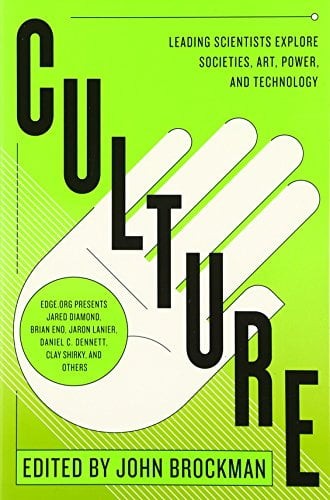 LEADING SCIENTISTS EXPLORE
SOCIETIES, ART, POWER,
AND TECHNOLOGY
CULTURE
EDGE.ORG PRESENTS
JARED DIAMOND,
BRIAN ENO, JARON LANIER,
DANIEL C. DENNETT,
CLAY SHIRKY, AND
OTHERS
EDITED BY JOHN BROCKMAN